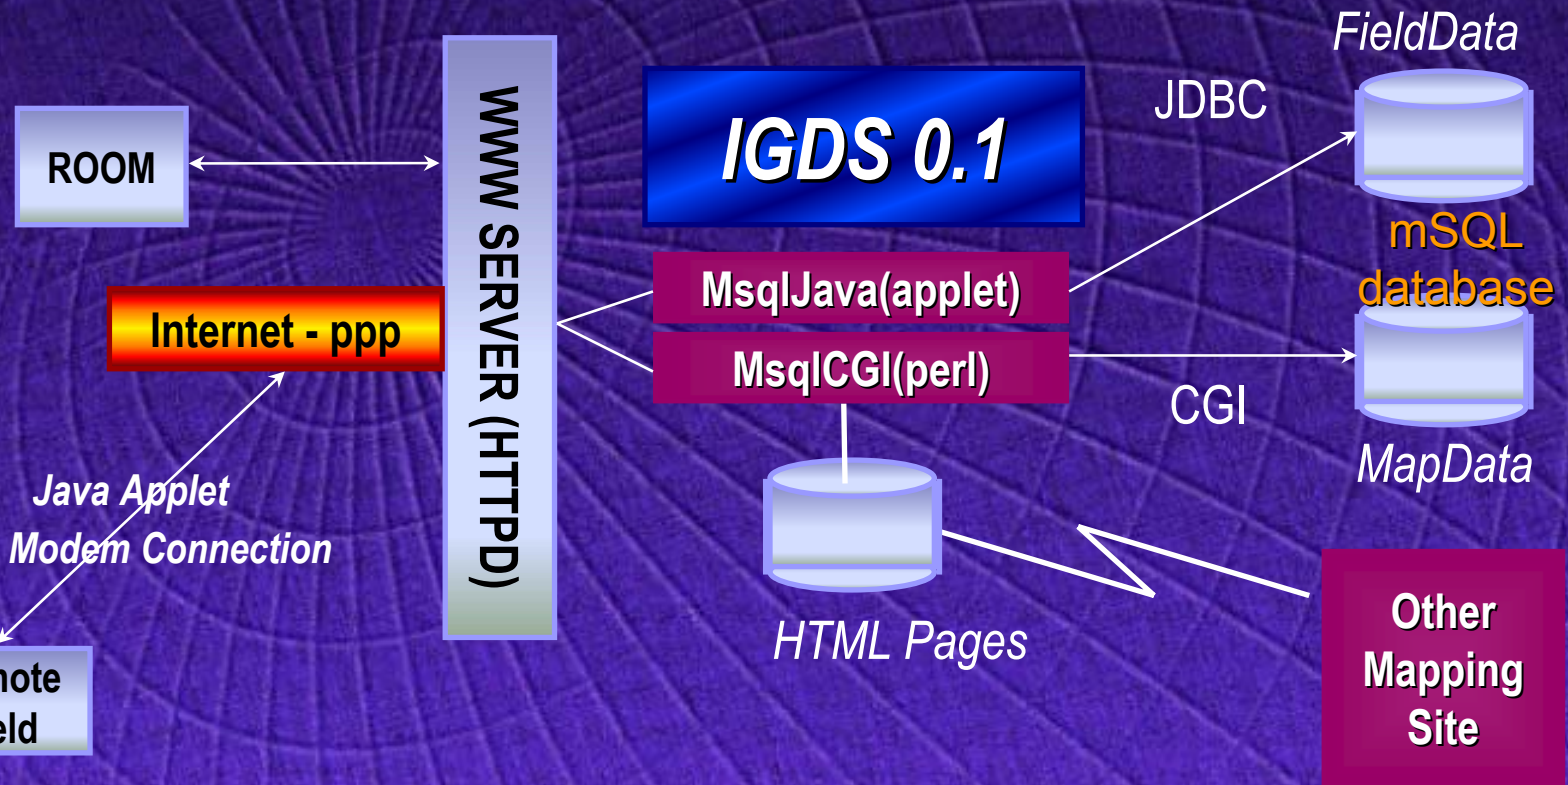 FieldData
JDBC
IGDS 0.1
ROOM
WWW SERVER (HTTPD)
mSQL
database
MsqlJava(applet)
Internet - ppp
MsqlCGI(perl)
CGI
MapData
Java Applet
Modem Connection
HTML Pages
Other
Mapping
Site